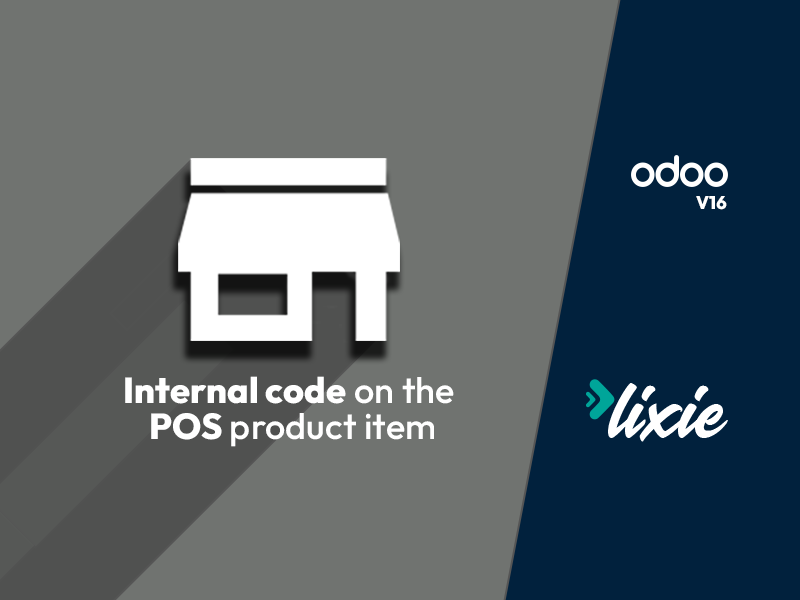 odoo
V16
Internal code on the
POS product item
lixie